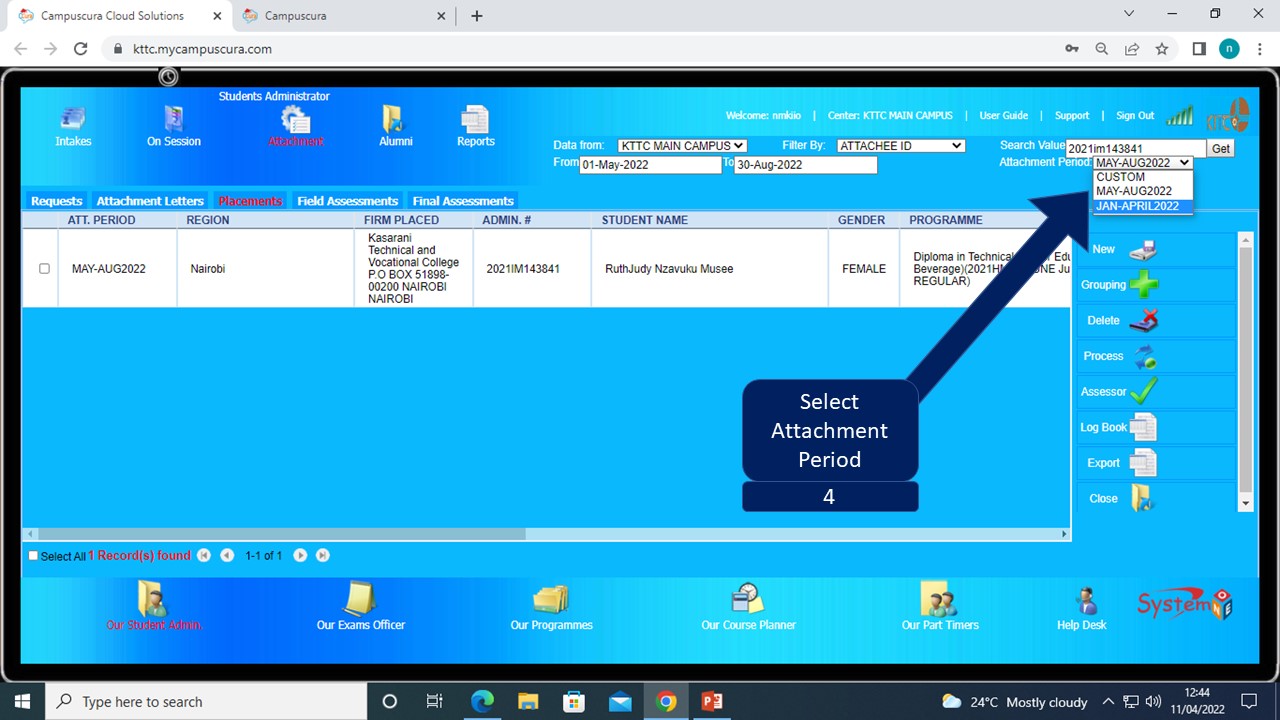 Campuscura Cloud Solutions
Campuscura
kttc.mycampuscura.com
n
Students Administrator
Intakes
On Session
Attachment
Alumni
Reports
Welcome: nmkiio | Center: KTTC MAIN CAMPUS | User Guide | Support | Sign Out
KTTC
Data from: KTTC MAIN CAMPUS Filter By: ATTACHEE ID Search Value 2021im143841 Get
From 01-May-2022 To 30-Aug-2022 Attachment Period: MAY-AUG2022
CUSTOM
MAY-AUG2022
JAN-APRIL2022
Requests Attachment Letters Placements Field Assessments Final Assessments
ATT. PERIOD REGION FIRM PLACED ADMIN. # STUDENT NAME GENDER PROGRAMME
MAY-AUG2022
Nairobi
Kasarani
Technical and
Vocational College
P.O BOX 51898-
00200 NAIROBI
NAIROBI
2021IM143841
RuthJudy Nzavuku Musee
FEMALE
Diploma in Technical Edu
Beverage)(2021H NE Ju
REGULAR)
New
Grouping
Delete
Process
Assessor
Log Book
Export
Close
Select
Attachment
Period
4
Select All 1 Record(s) found 1-1 of 1
Our Student Admin.
Our Exams Officer
Our Programmes
Our Course Planner
Our Part Timers
Help Desk
System NE
Type here to search
24°C Mostly cloudy
12:44
11/04/2022